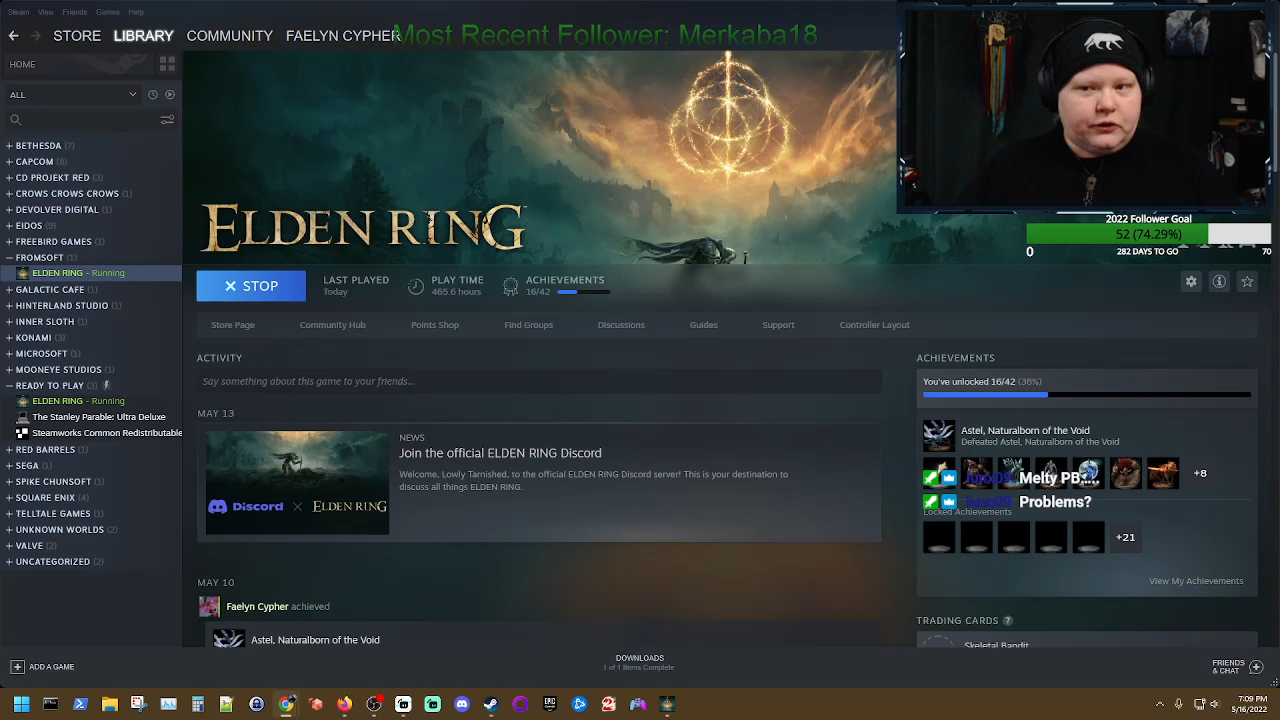 Steam View Friends Games Help
STORE LIBRARY COMMUNITY FAELYN CYPHER
Most Recent Follower: Merkaba18
HOME
ALL
BETHESDA (7)
CAPCOM (8)
CD PROJEKT RED (3)
CROWS CROWS CROWS (1)
DEVOLVER DIGITAL (1)
EIDOS (9)
FREEBIRD GAMES (1)
FROMSOFT (1)
ELDEN RING - Running
GALACTIC CAFE (1)
HINTERLAND STUDIO (1)
INNER SLOTH (1)
KONAMI (3)
MICROSOFT (1)
MOONEYE STUDIOS (1)
READY TO PLAY (3)
ELDEN RING - Running
The Stanley Parable: Ultra Deluxe
Steamworks Common Redistributable
RED BARRELS (1)
SEGA (1)
SQUARE ENIX (4)
TELLTALE GAMES (1)
UNKNOWN WORLDS (2)
VALVE (2)
UNCATEGORIZED (2)
ELDEN RING
2022 Follower Goal
52 (74.29%)
0 282 DAYS TO GO 70
STOP
LAST PLAYED
Today
PLAY TIME
465.6 hours
ACHIEVEMENTS
16/42
Store Page Community Hub Points Shop Find Groups Discussions Guides Support Controller Layout
ACTIVITY
Say something about this game to your friends...
MAY 13
NEWS
Join the official ELDEN RING Discord
Welcome, Lowly Tarnished, to the official ELDEN RING Discord server! This is your destination to
discuss all things ELDEN RING.
Discord X ELDEN RING
MAY 10
Faelyn Cypher achieved
Astel, Naturalborn of the Void
ACHIEVEMENTS
You've unlocked 16/42 (38%)
Astel, Naturalborn of the Void
Defeated Astel, Naturalborn of the Void
+8
Melty PB....
Problems?
Locked Achievements
+21
View My Achievements
TRADING CARDS
Skeletal Bandit
ADD A GAME
DOWNLOADS
1 of 1 Items Complete
FRIENDS
& CHAT
7:09 PM
5/16/2022